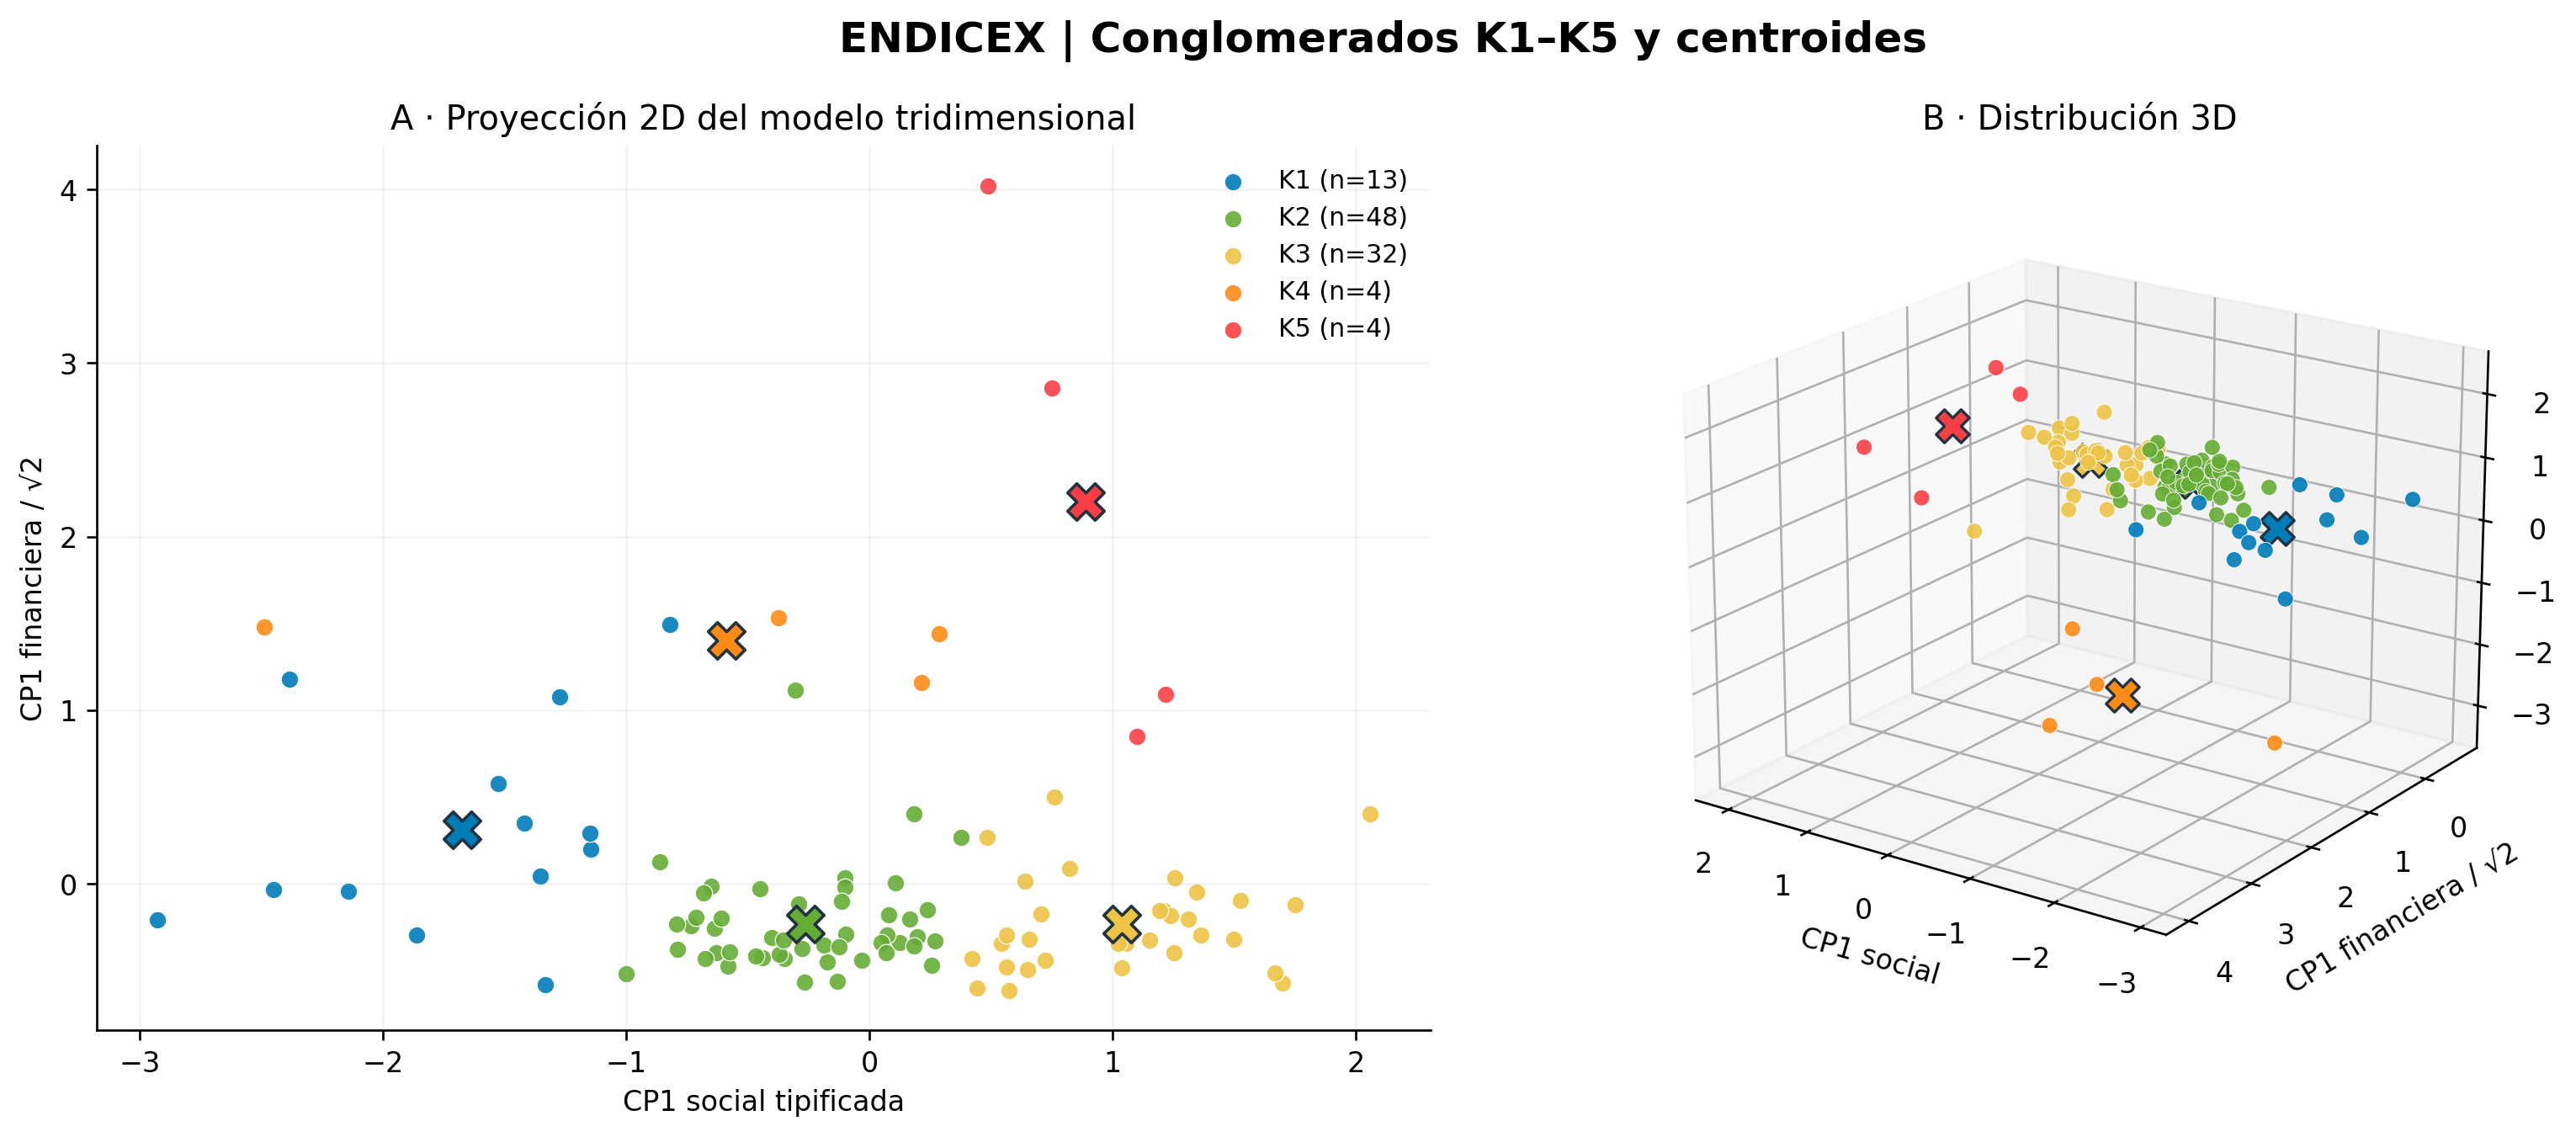 ENDICEX | Conglomerados K1–K5 y centroides
A · Proyección 2D del modelo tridimensional
4
3
2
1
0
CP1 financiera / √2
−3
−2
−1
0
1
2
CP1 social tipificada
K1 (n=13)
K2 (n=48)
K3 (n=32)
K4 (n=4)
K5 (n=4)
B · Distribución 3D
2
1
0
−1
−2
−3
2
1
0
−1
−2
−3
CP1 social
4
3
2
1
0
CP1 financiera / √2